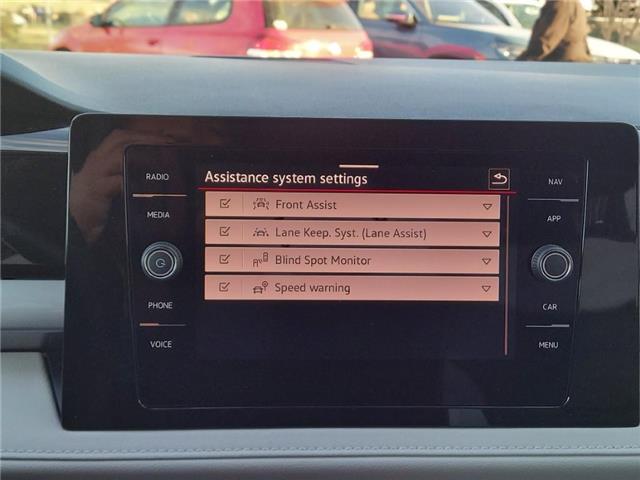 Assistance system settings
Front Assist
Lane Keep. Syst. (Lane Assist)
Blind Spot Monitor
Speed warning
RADIO
MEDIA
PHONE
VOICE
NAV
APP
CAR
MENU